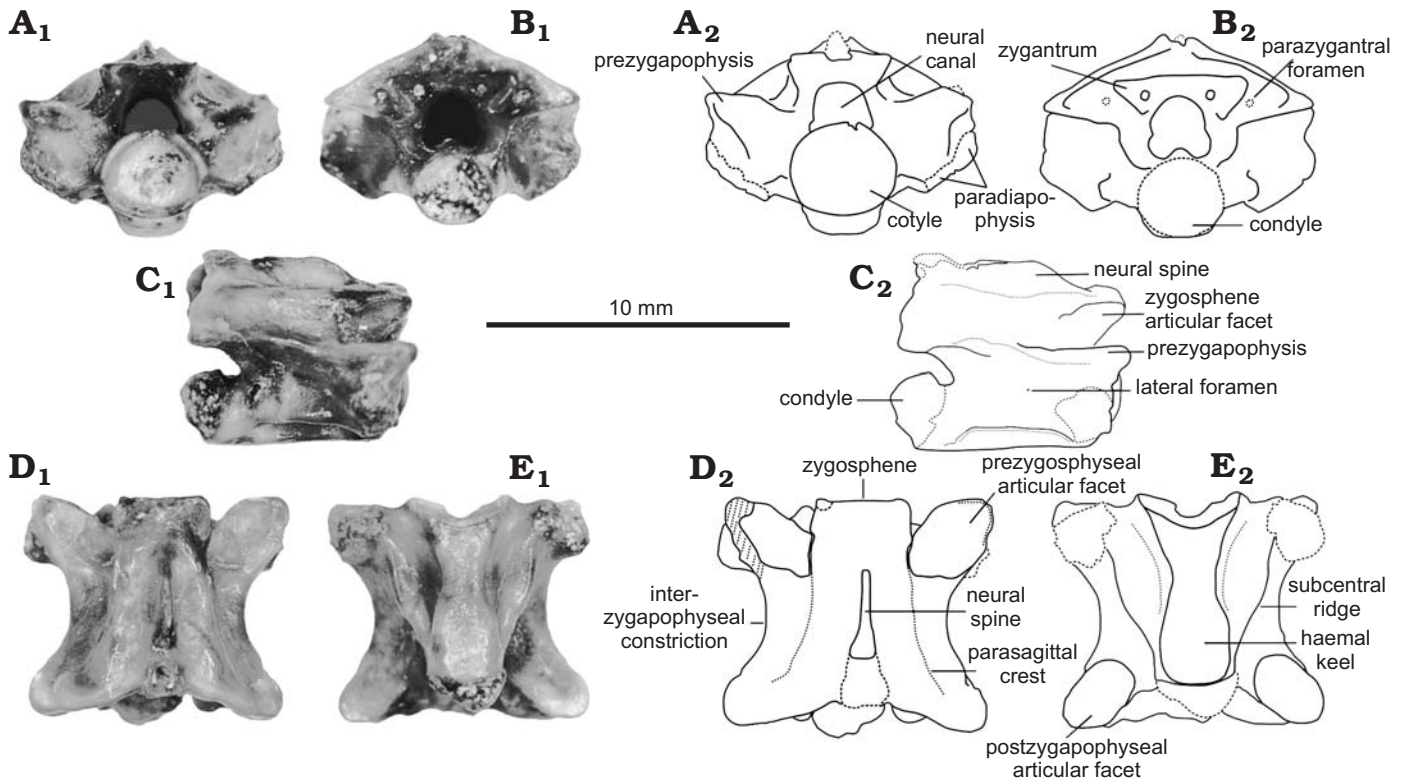 A1
B1
A2
B2
prezygapophysis
neural
canal
zygantrum
parazygantral
foramen
paradiapo-
physis
cotyle
condyle
C1
10 mm
C2
neural spine
zygosphene
articular facet
prezygapophysis
lateral foramen
condyle
D1
E1
D2
zygosphene
prezygosphyseal
articular facet
E2
inter-
zygapophyseal
constriction
neural
spine
parasagittal
crest
subcentral
ridge
haemal
keel
postzygapophyseal
articular facet